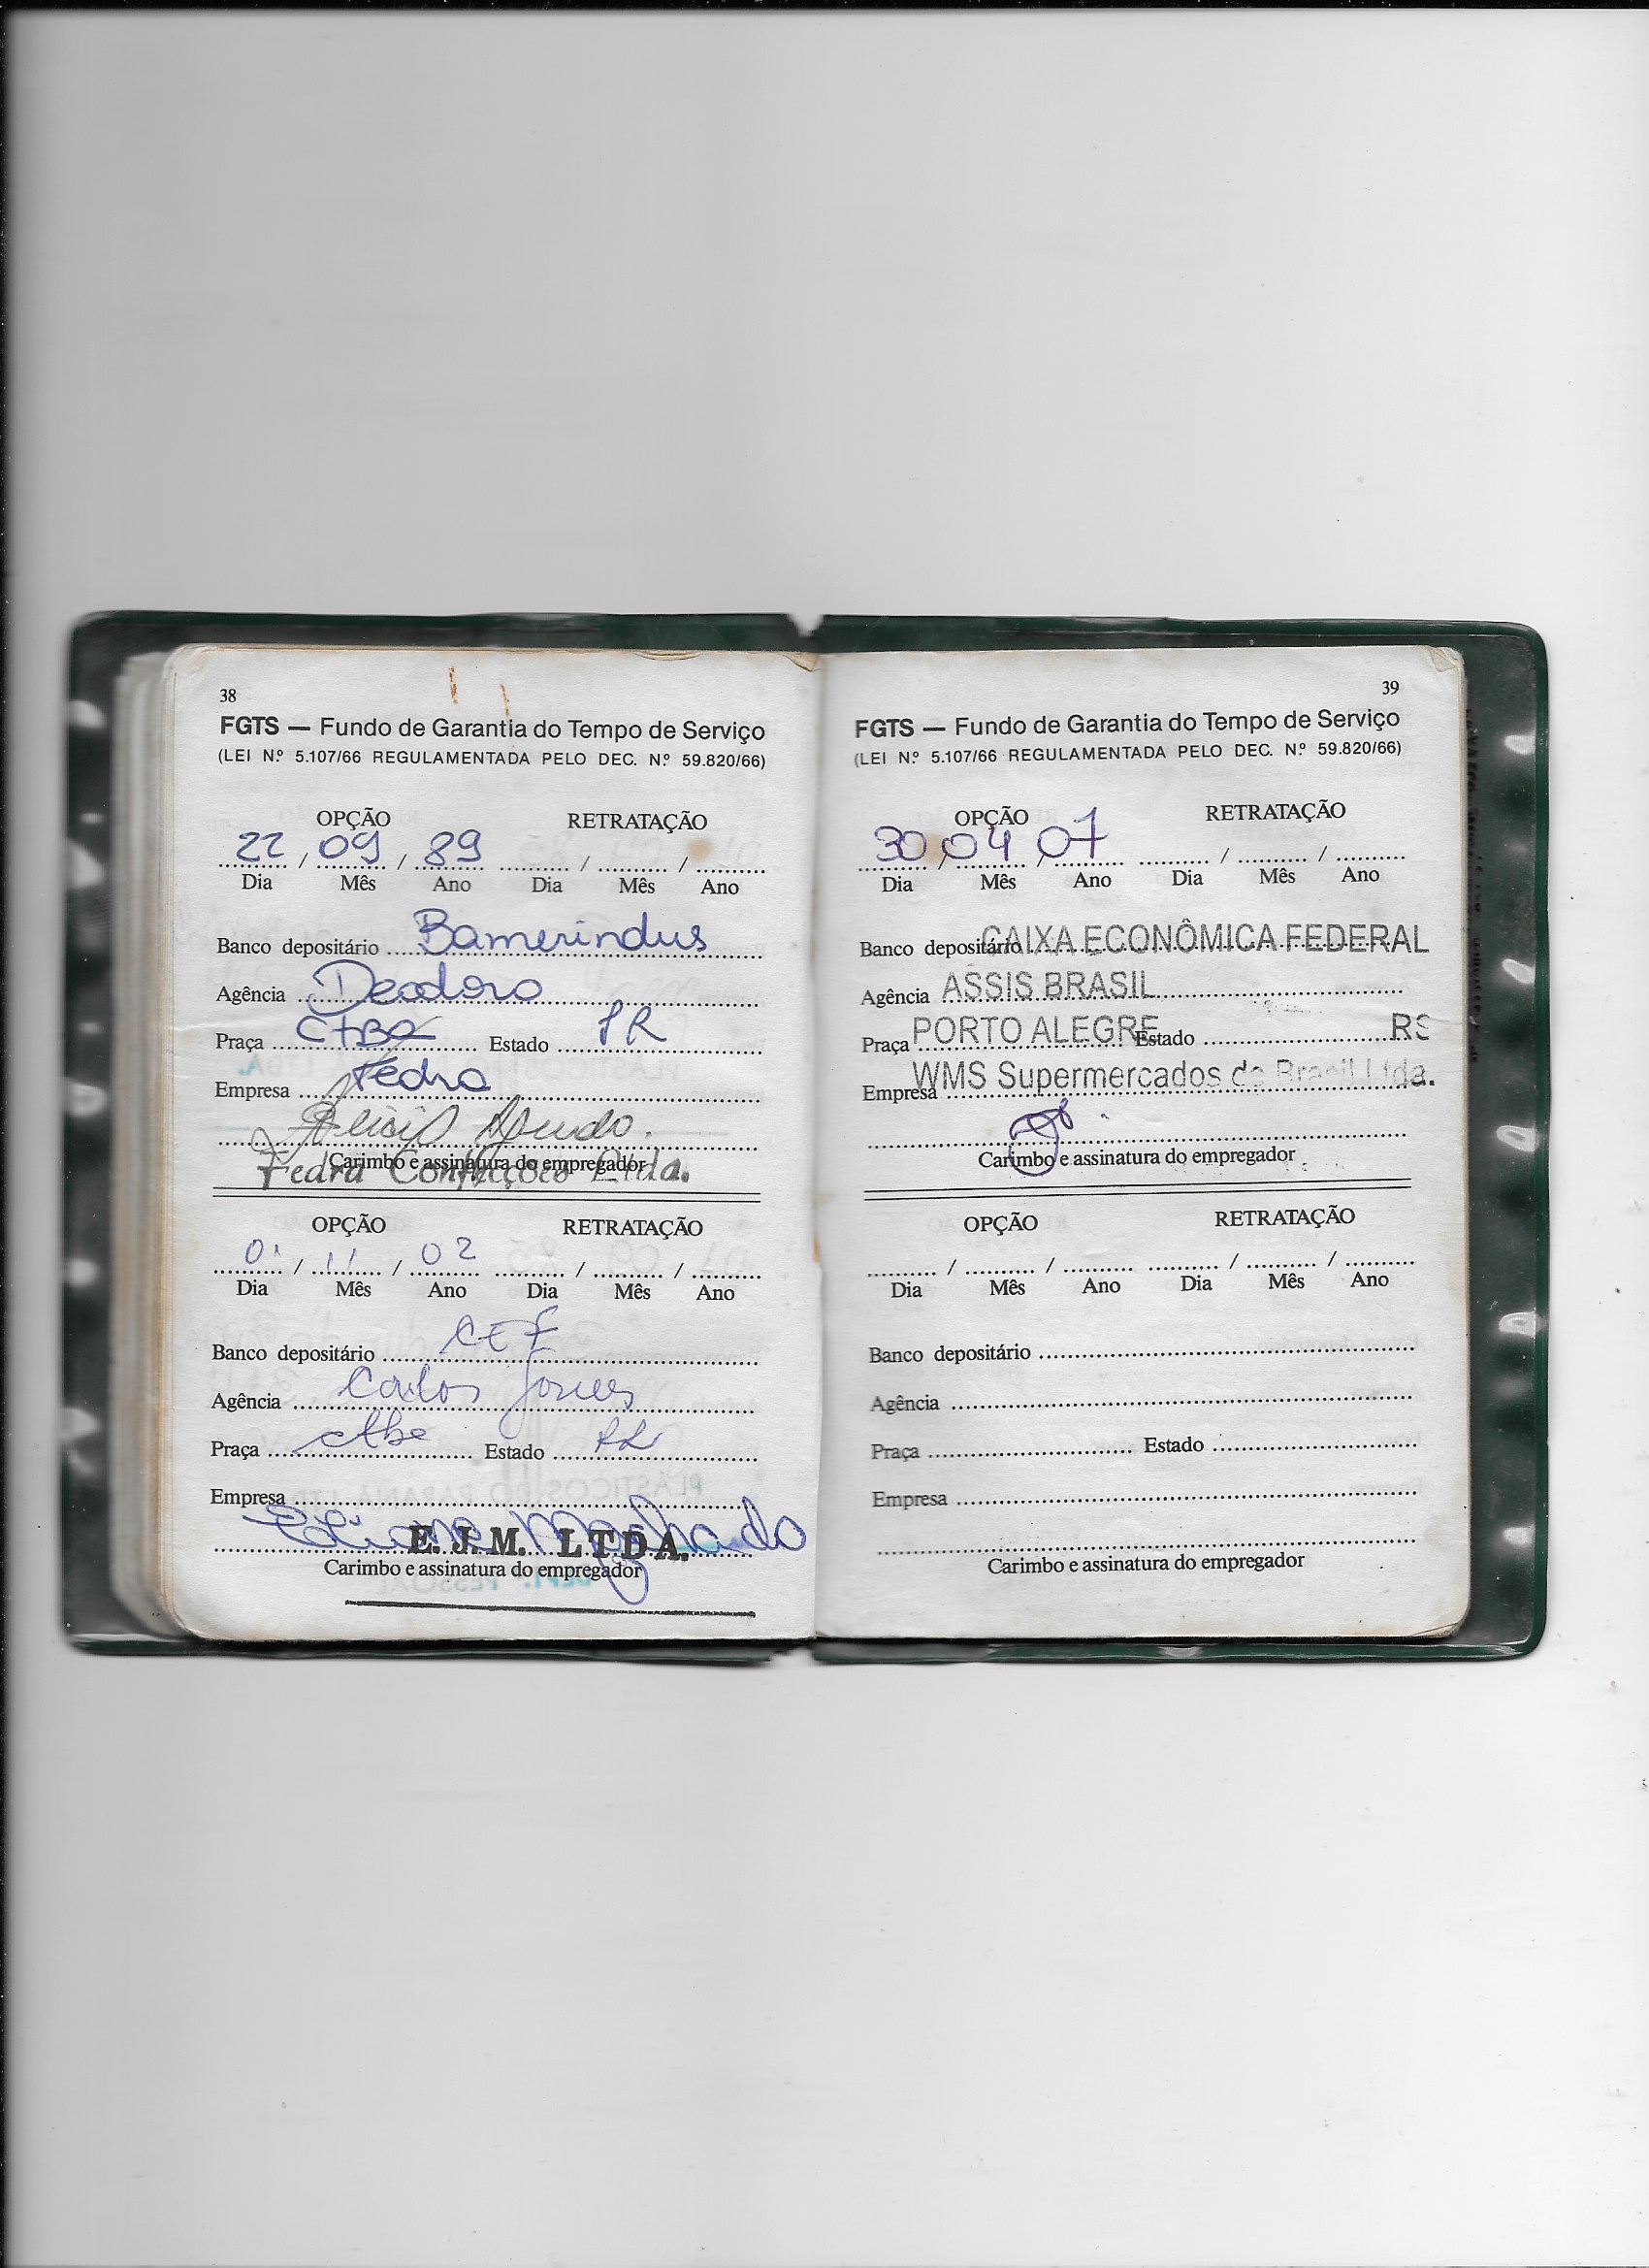 38
FGTS — Fundo de Garantia do Tempo de Serviço
(LEI N.º 5.107/66 REGULAMENTADA PELO DEC. N.º 59.820/66)
OPÇÃO RETRATAÇÃO
22 / 09 / 89 ........ / ........ / ........
Dia Mês Ano Dia Mês Ano
Banco depositário Bamerindus
Agência Deodoro
Praça CTBA Estado PR
Empresa Fedra
Carimbo e assinatura do empregador
Fedra Confecções Ltda.
OPÇÃO RETRATAÇÃO
01 / 11 / 02 ........ / ........ / ........
Dia Mês Ano Dia Mês Ano
Banco depositário CEF
Agência Carlos Gomes
Praça Ctba Estado PR
Empresa
E. J. M. LTDA.
Carimbo e assinatura do empregador
39
FGTS — Fundo de Garantia do Tempo de Serviço
(LEI N.º 5.107/66 REGULAMENTADA PELO DEC. N.º 59.820/66)
OPÇÃO RETRATAÇÃO
30 04 07 ........ / ........ / ........
Dia Mês Ano Dia Mês Ano
Banco depositário CAIXA ECONÔMICA FEDERAL
Agência ASSIS BRASIL
Praça PORTO ALEGRE Estado RS
Empresa WMS Supermercados do Brasil Ltda.
Carimbo e assinatura do empregador
OPÇÃO RETRATAÇÃO
........ / ........ / ........ ........ / ........ / ........
Dia Mês Ano Dia Mês Ano
Banco depositário
Agência
Praça Estado
Empresa
Carimbo e assinatura do empregador